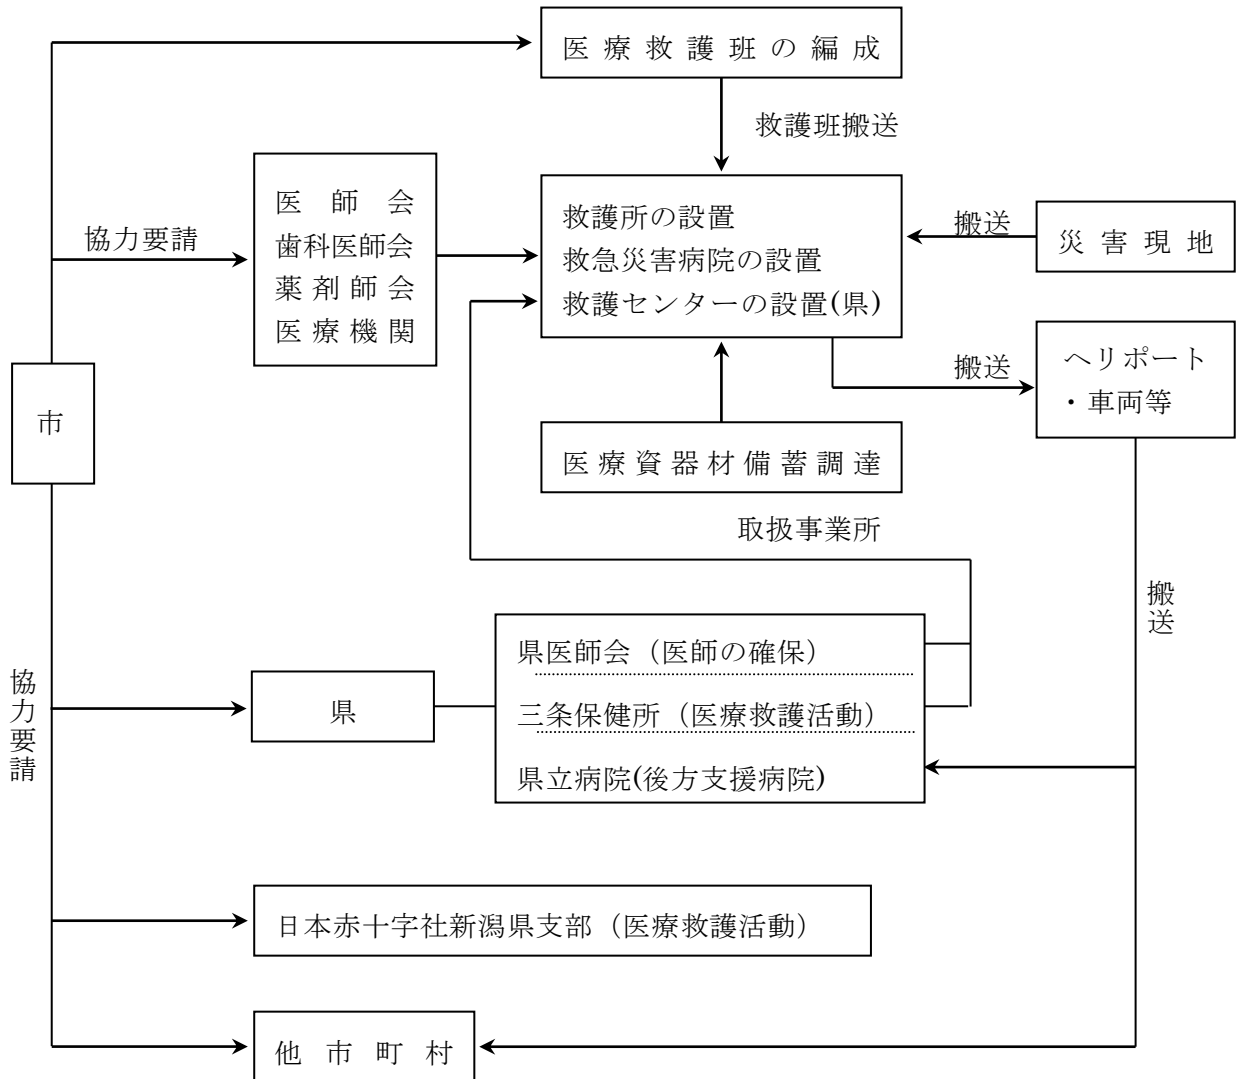 医療救護班の編成
救護班搬送
医師会
歯科医師会
薬剤師会
医療機関
協力要請
救護所の設置
救急災害病院の設置
救護センターの設置(県)
搬送
災害現地
搬送
ヘリポート
・車両等
市
医療資器材備蓄調達
取扱事業所
搬送
協力要請
県
県医師会（医師の確保）
三条保健所（医療救護活動）
県立病院(後方支援病院)
日本赤十字社新潟県支部（医療救護活動）
他市町村